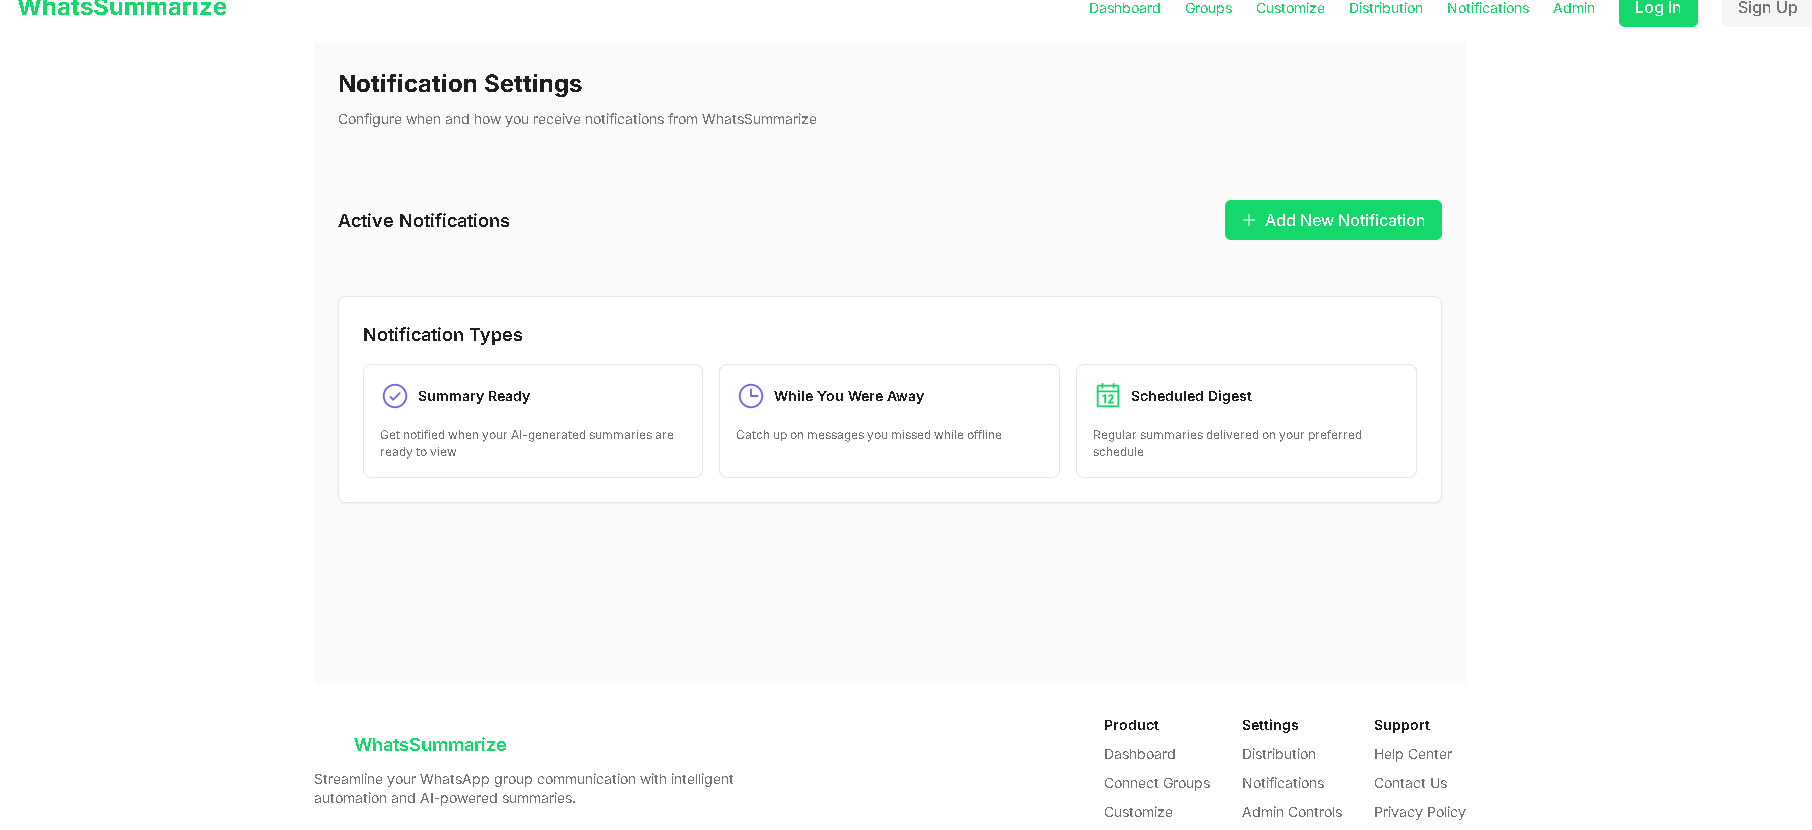 WhatsSummarize
Dashboard Groups Customize Distribution Notifications Admin Log In Sign Up
Notification Settings
Configure when and how you receive notifications from WhatsSummarize
Active Notifications
Add New Notification
Notification Types
Summary Ready
Get notified when your AI-generated summaries are
ready to view
While You Were Away
Catch up on messages you missed while offline
12
Scheduled Digest
Regular summaries delivered on your preferred
schedule
WhatsSummarize
Streamline your WhatsApp group communication with intelligent
automation and AI-powered summaries.
Product
Dashboard
Connect Groups
Customize
Settings
Distribution
Notifications
Admin Controls
Support
Help Center
Contact Us
Privacy Policy